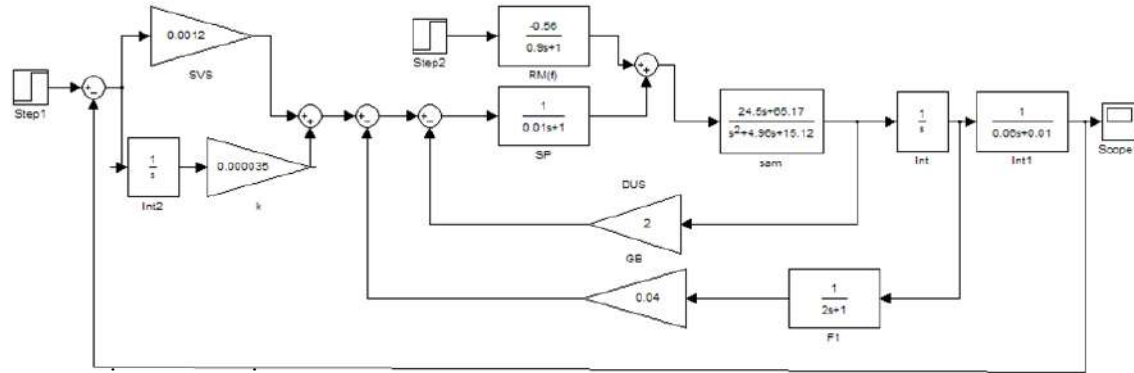 Step1
0.0012
SVS
1
s
Int2
0.000035
k
Step2
-0.56
0.9s+1
RM(f)
1
0.01s+1
SP
24.5s+65.17
s²+4.96s+15.12
sam
1
s
Int
1
0.06s+0.01
Int1
Scope
DUS
2
GB
0.04
1
2s+1
F1